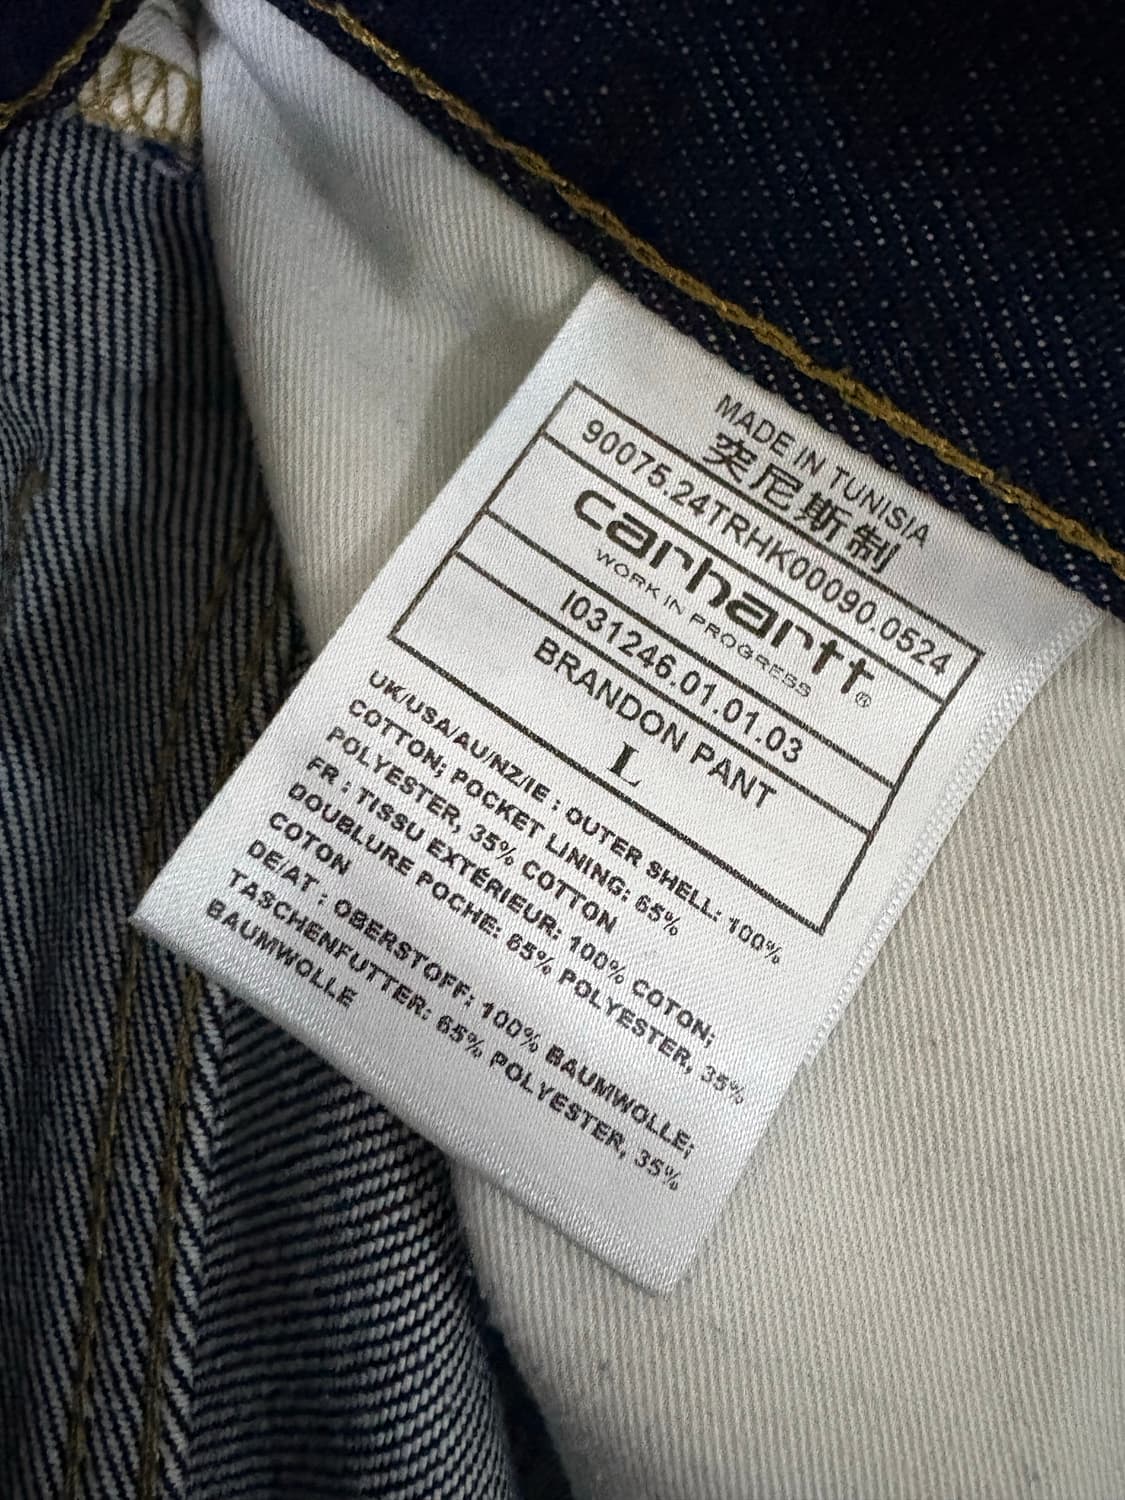 MADE IN TUNISIA
突尼斯制
90075.24TRHK00090.0524
carhartt®
WORK IN PROGRESS
I031246.01.01.03
BRANDON PANT
L
UK/USA/AU/NZ/IE : OUTER SHELL: 100%
COTTON; POCKET LINING: 65%
POLYESTER, 35% COTTON
FR : TISSU EXTÉRIEUR: 100% COTON;
DOUBLURE POCHE: 65% POLYESTER, 35%
COTON
DE/AT : OBERSTOFF: 100% BAUMWOLLE;
TASCHENFUTTER: 65% POLYESTER, 35%
BAUMWOLLE